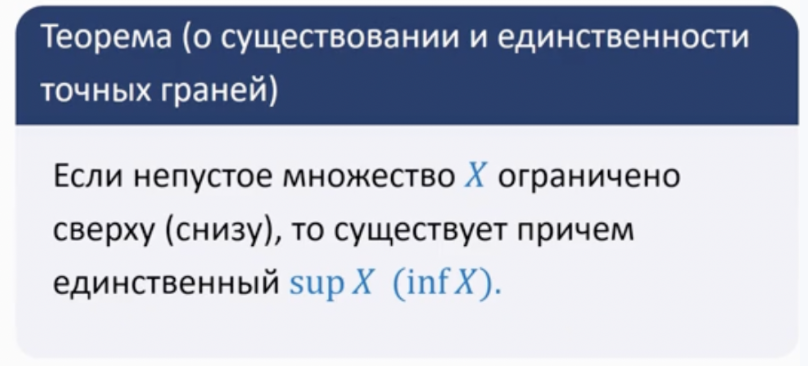 Теорема (о существовании и единственности
точных граней)
Если непустое множество X ограничено
сверху (снизу), то существует причем
единственный sup X (inf X).